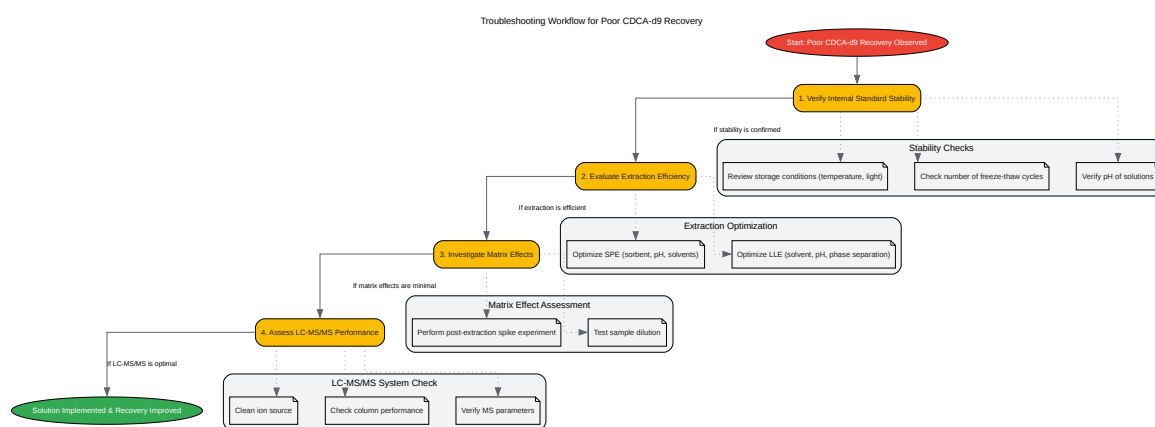 Troubleshooting Workflow for Poor CDCA-d9 Recovery
Start: Poor CDCA-d9 Recovery Observed
1. Verify Internal Standard Stability
If stability is confirmed
Stability Checks
Review storage conditions (temperature, light)
Check number of freeze-thaw cycles
Verify pH of solutions
2. Evaluate Extraction Efficiency
If extraction is efficient
Extraction Optimization
Optimize SPE (sorbent, pH, solvents)
Optimize LLE (solvent, pH, phase separation)
3. Investigate Matrix Effects
If matrix effects are minimal
Matrix Effect Assessment
Perform post-extraction spike experiment
Test sample dilution
4. Assess LC-MS/MS Performance
If LC-MS/MS is optimal
LC-MS/MS System Check
Clean ion source
Check column performance
Verify MS parameters
Solution Implemented & Recovery Improved